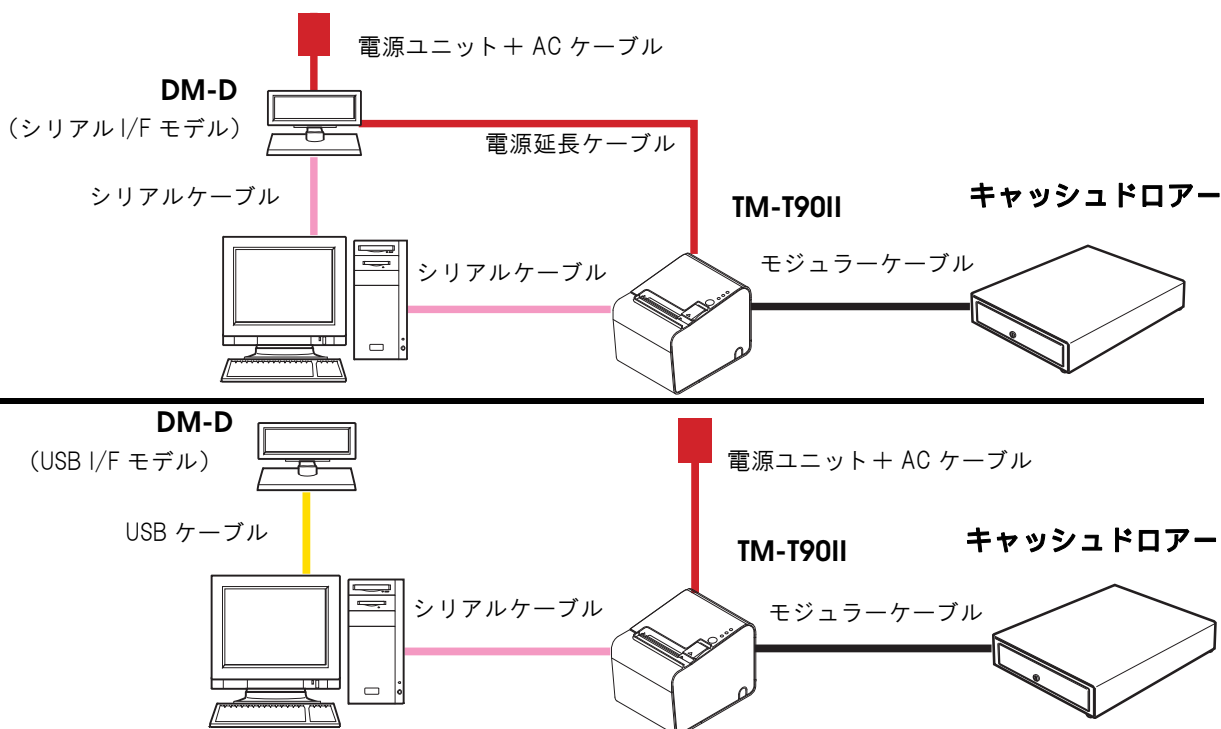 電源ユニット＋ AC ケーブル
DM-D
（シリアル I/F モデル）
電源延長ケーブル
シリアルケーブル
TM-T90II
キャッシュドロアー
シリアルケーブル
モジュラーケーブル
DM-D
（USB I/F モデル）
電源ユニット＋ AC ケーブル
USB ケーブル
TM-T90II
キャッシュドロアー
シリアルケーブル
モジュラーケーブル